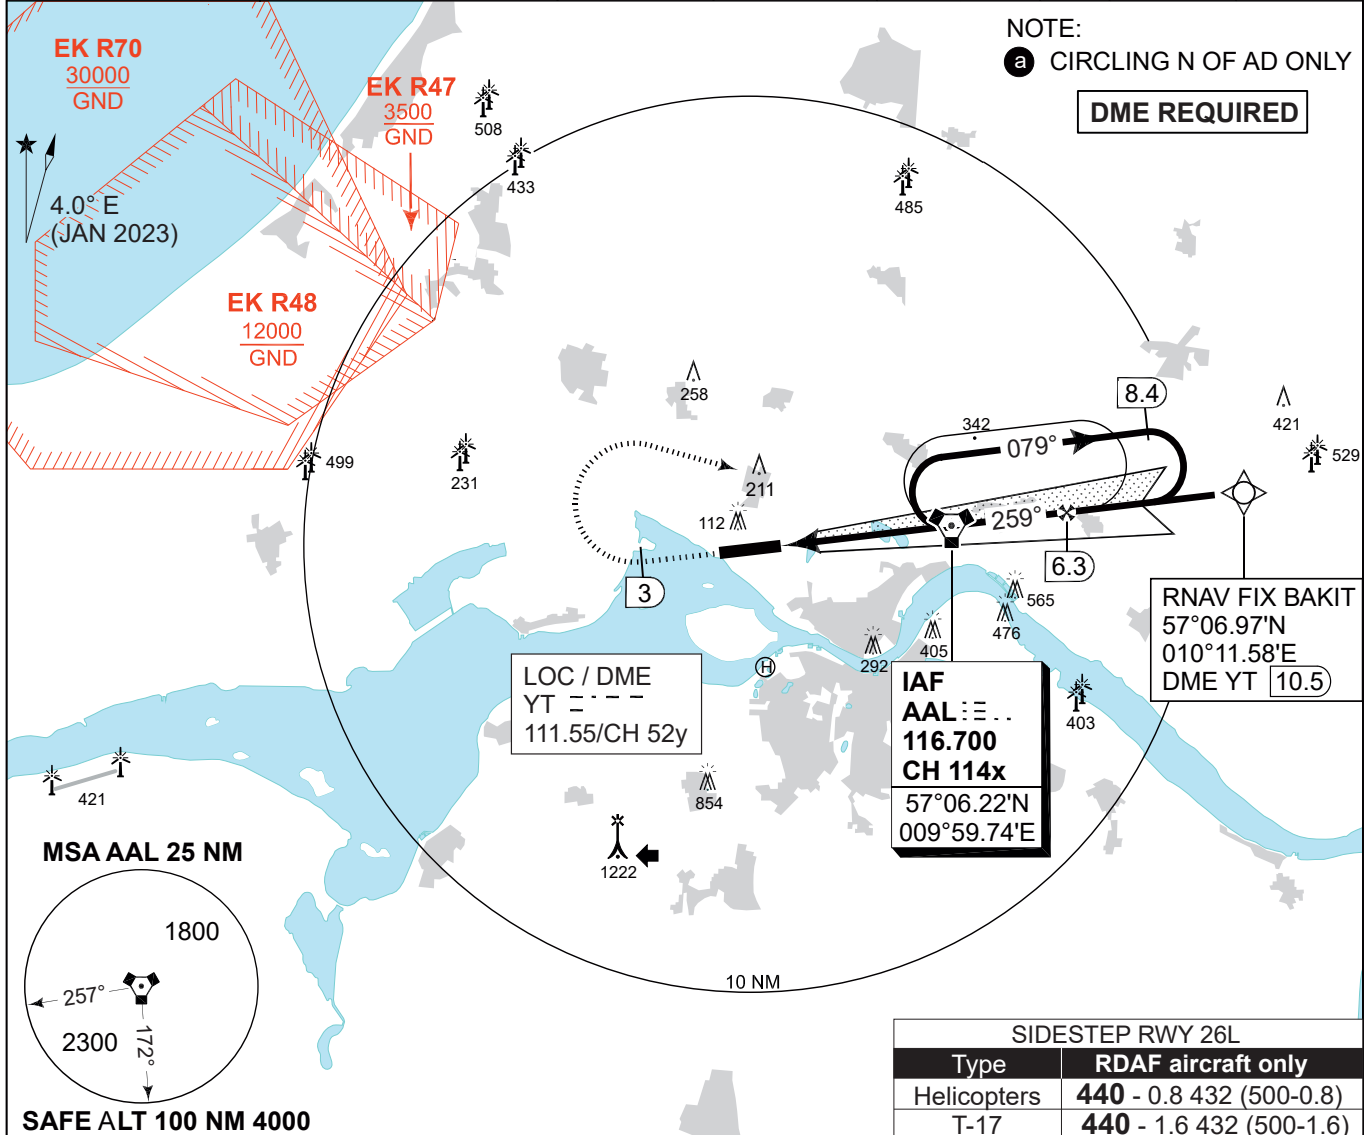 NOTE:
a CIRCLING N OF AD ONLY
DME REQUIRED
EK R70
30000
GND
EK R47
3500
GND
508
433
485
4.0° E
(JAN 2023)
EK R48
12000
GND
258
8.4
342
421
079°
499
231
211
529
112
259°
6.3
3
565
476
405
292
RNAV FIX BAKIT
57°06.97'N
010°11.58'E
DME YT 10.5
LOC / DME
YT
111.55/CH 52y
H
IAF
AAL
116.700
CH 114x
57°06.22'N
009°59.74'E
403
421
854
1222
MSA AAL 25 NM
1800
257°
2300
172°
SAFE ALT 100 NM 4000
10 NM
SIDESTEP RWY 26L
Type RDAF aircraft only
Helicopters 440 - 0.8 432 (500-0.8)
T-17 440 - 1.6 432 (500-1.6)